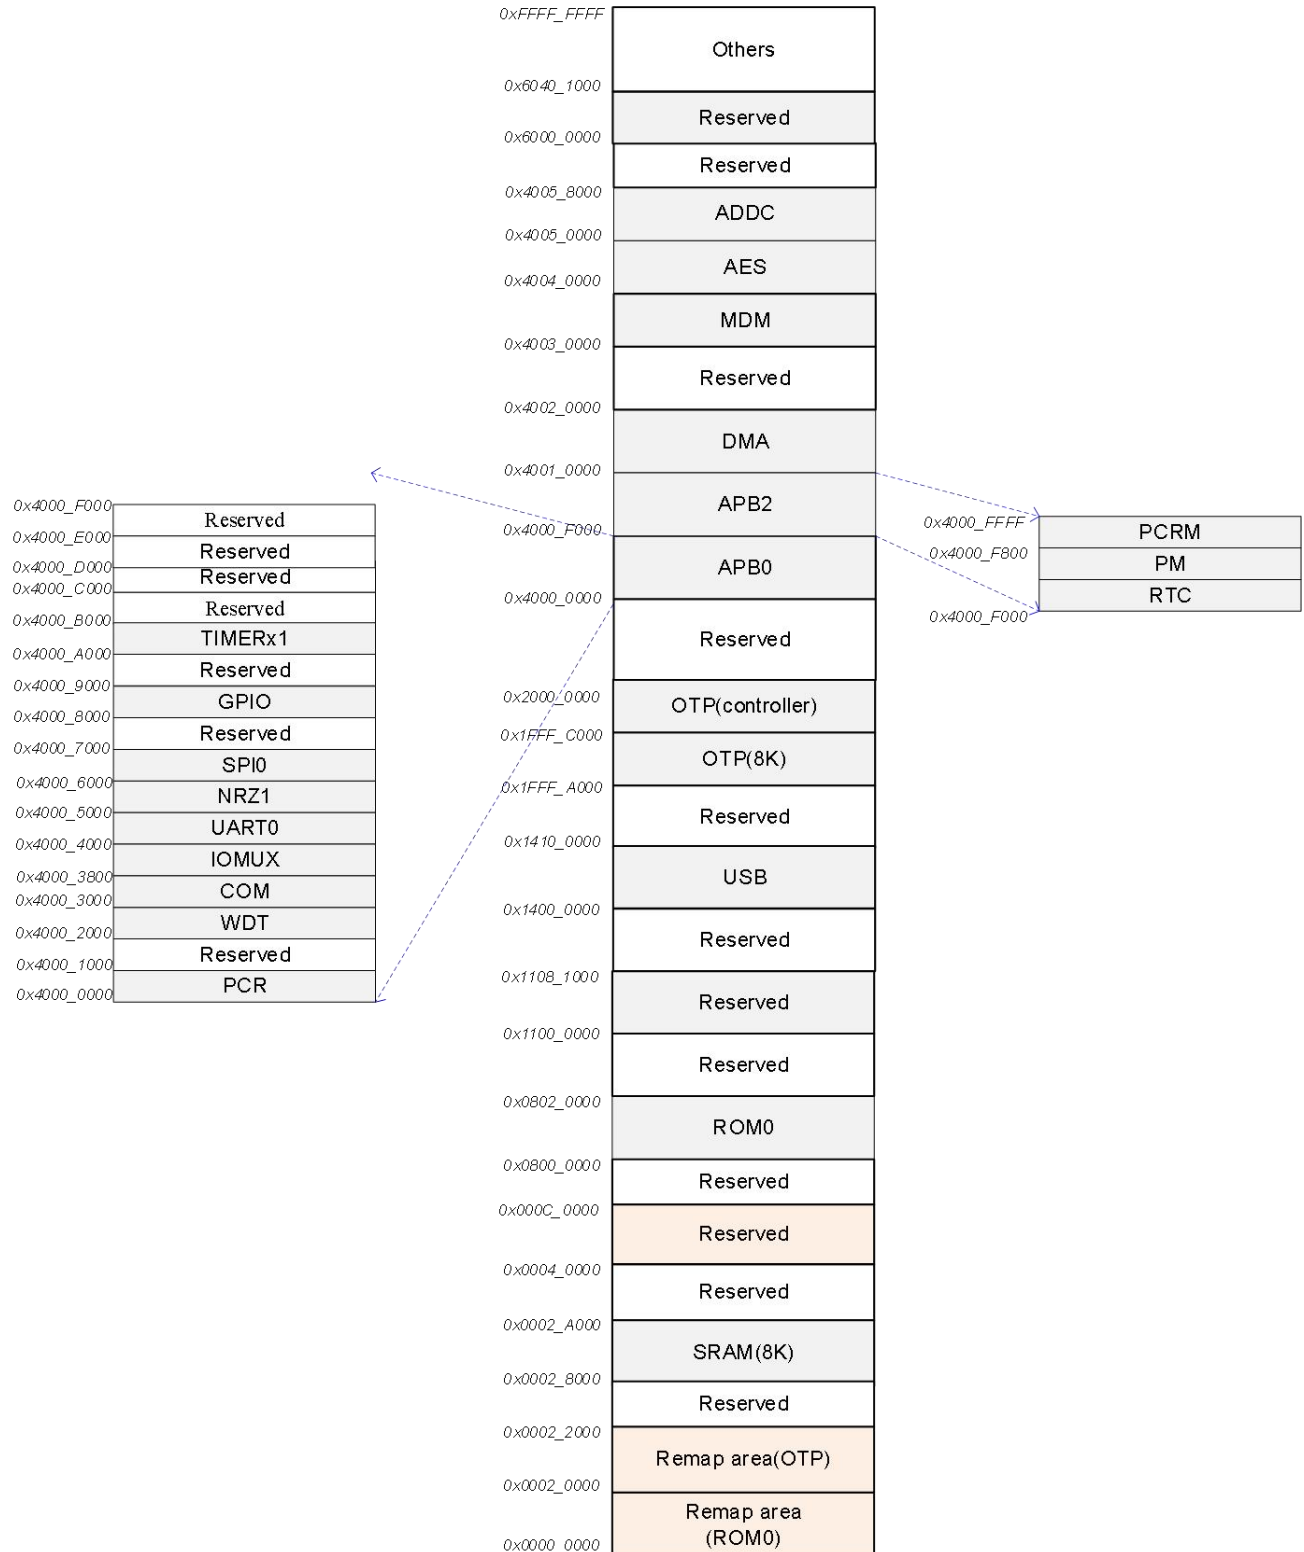 0xFFFF_FFFF
Others
0x6040_1000
Reserved
0x6000_0000
Reserved
0x4005_8000
ADDC
0x4005_0000
AES
0x4004_0000
MDM
0x4003_0000
Reserved
0x4002_0000
DMA
0x4001_0000
APB2
0x4000_F000
APB0
0x4000_0000
Reserved
0x2000_0000
OTP(controller)
0x1FFF_C000
OTP(8K)
0x1FFF_A000
Reserved
0x1410_0000
USB
0x1400_0000
Reserved
0x1108_1000
Reserved
0x1100_0000
Reserved
0x0802_0000
ROM0
0x0800_0000
Reserved
0x000C_0000
Reserved
0x0004_0000
Reserved
0x0002_A000
SRAM(8K)
0x0002_8000
Reserved
0x0002_2000
Remap area(OTP)
0x0002_0000
Remap area
(ROM0)
0x0000_0000
0x4000_F000
Reserved
0x4000_E000
Reserved
0x4000_D000
Reserved
0x4000_C000
Reserved
0x4000_B000
TIMERx1
0x4000_A000
Reserved
0x4000_9000
GPIO
0x4000_8000
Reserved
0x4000_7000
SPI0
0x4000_6000
NRZ1
0x4000_5000
UART0
0x4000_4000
IOMUX
0x4000_3800
COM
0x4000_3000
WDT
0x4000_2000
Reserved
0x4000_1000
PCR
0x4000_0000
0x4000_FFFF
PCRM
0x4000_F800
PM
RTC
0x4000_F000